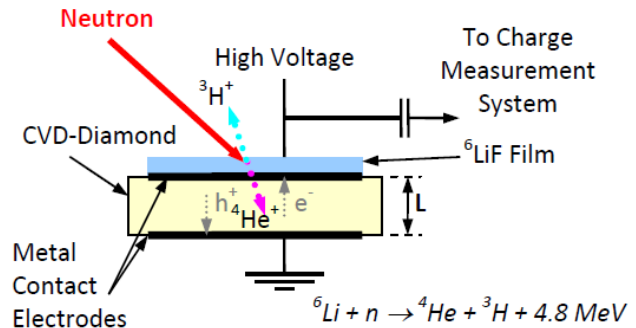 Neutron
High Voltage
To Charge
Measurement
System
³H⁺
CVD-Diamond
⁶LiF Film
h⁺
⁴He⁺
e⁻
L
Metal
Contact
Electrodes
⁶Li + n → ⁴He + ³H + 4.8 MeV